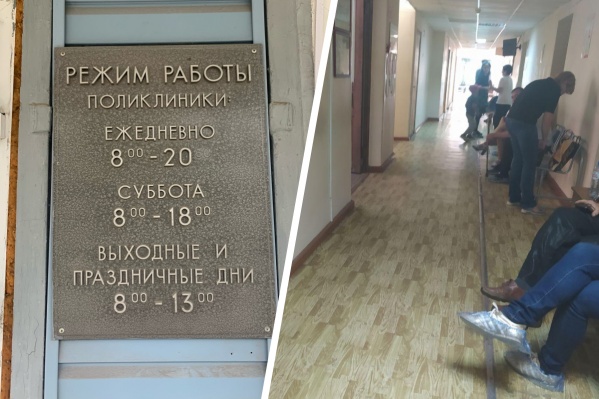 РЕЖИМ РАБОТЫ
ПОЛИКЛИНИКИ
ЕЖЕДНЕВНО
8⁰⁰ - 20
СУББОТА
8⁰⁰ - 18⁰⁰
ВЫХОДНЫЕ И
ПРАЗДНИЧНЫЕ ДНИ
8⁰⁰ - 13⁰⁰